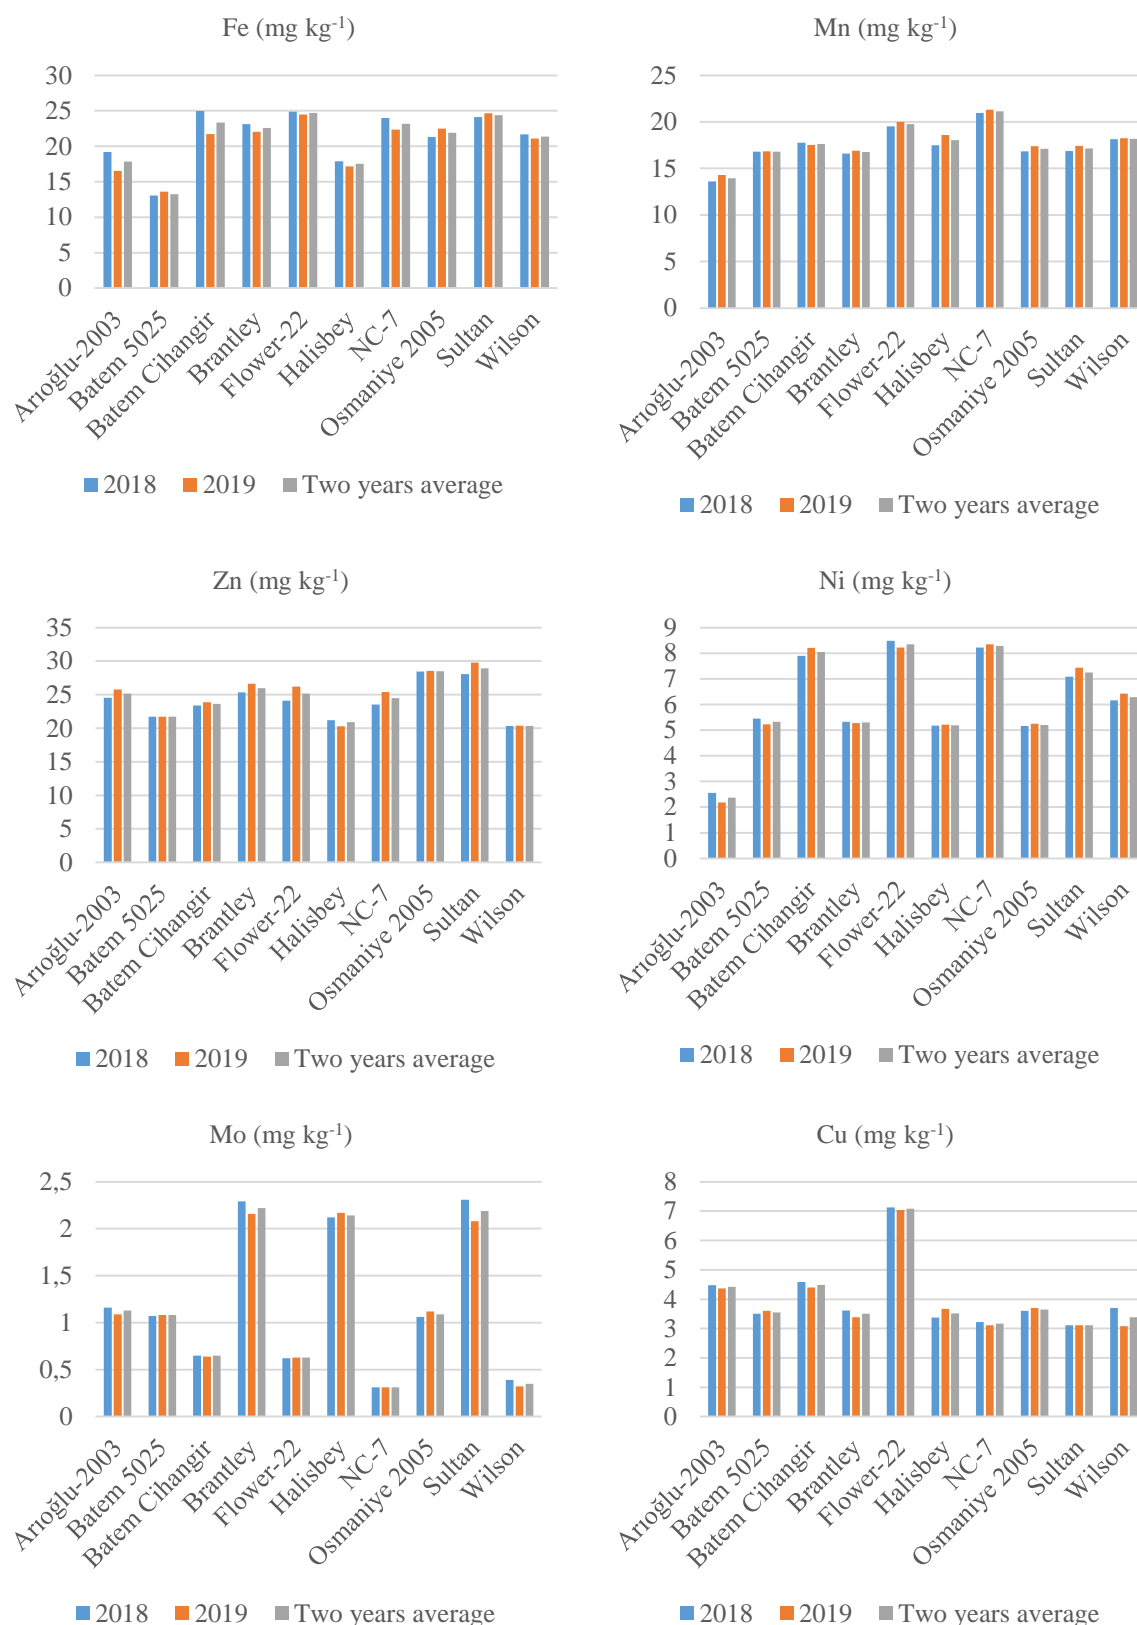 Fe (mg kg-1)
30
25
20
15
10
5
0
Arıoğlu-2003
Batem 5025
Batem Cihangir
Brantley
Flower-22
Halisbey
NC-7
Osmaniye 2005
Sultan
Wilson
2018 2019 Two years average
Mn (mg kg-1)
25
20
15
10
5
0
Arıoğlu-2003
Batem 5025
Batem Cihangir
Brantley
Flower-22
Halisbey
NC-7
Osmaniye 2005
Sultan
Wilson
2018 2019 Two years average
Zn (mg kg-1)
35
30
25
20
15
10
5
0
Arıoğlu-2003
Batem 5025
Batem Cihangir
Brantley
Flower-22
Halisbey
NC-7
Osmaniye 2005
Sultan
Wilson
2018 2019 Two years average
Ni (mg kg-1)
9
8
7
6
5
4
3
2
1
0
Arıoğlu-2003
Batem 5025
Batem Cihangir
Brantley
Flower-22
Halisbey
NC-7
Osmaniye 2005
Sultan
Wilson
2018 2019 Two years average
Mo (mg kg-1)
2,5
2
1,5
1
0,5
0
Arıoğlu-2003
Batem 5025
Batem Cihangir
Brantley
Flower-22
Halisbey
NC-7
Osmaniye 2005
Sultan
Wilson
2018 2019 Two years average
Cu (mg kg-1)
8
7
6
5
4
3
2
1
0
Arıoğlu-2003
Batem 5025
Batem Cihangir
Brantley
Flower-22
Halisbey
NC-7
Osmaniye 2005
Sultan
Wilson
2018 2019 Two years average